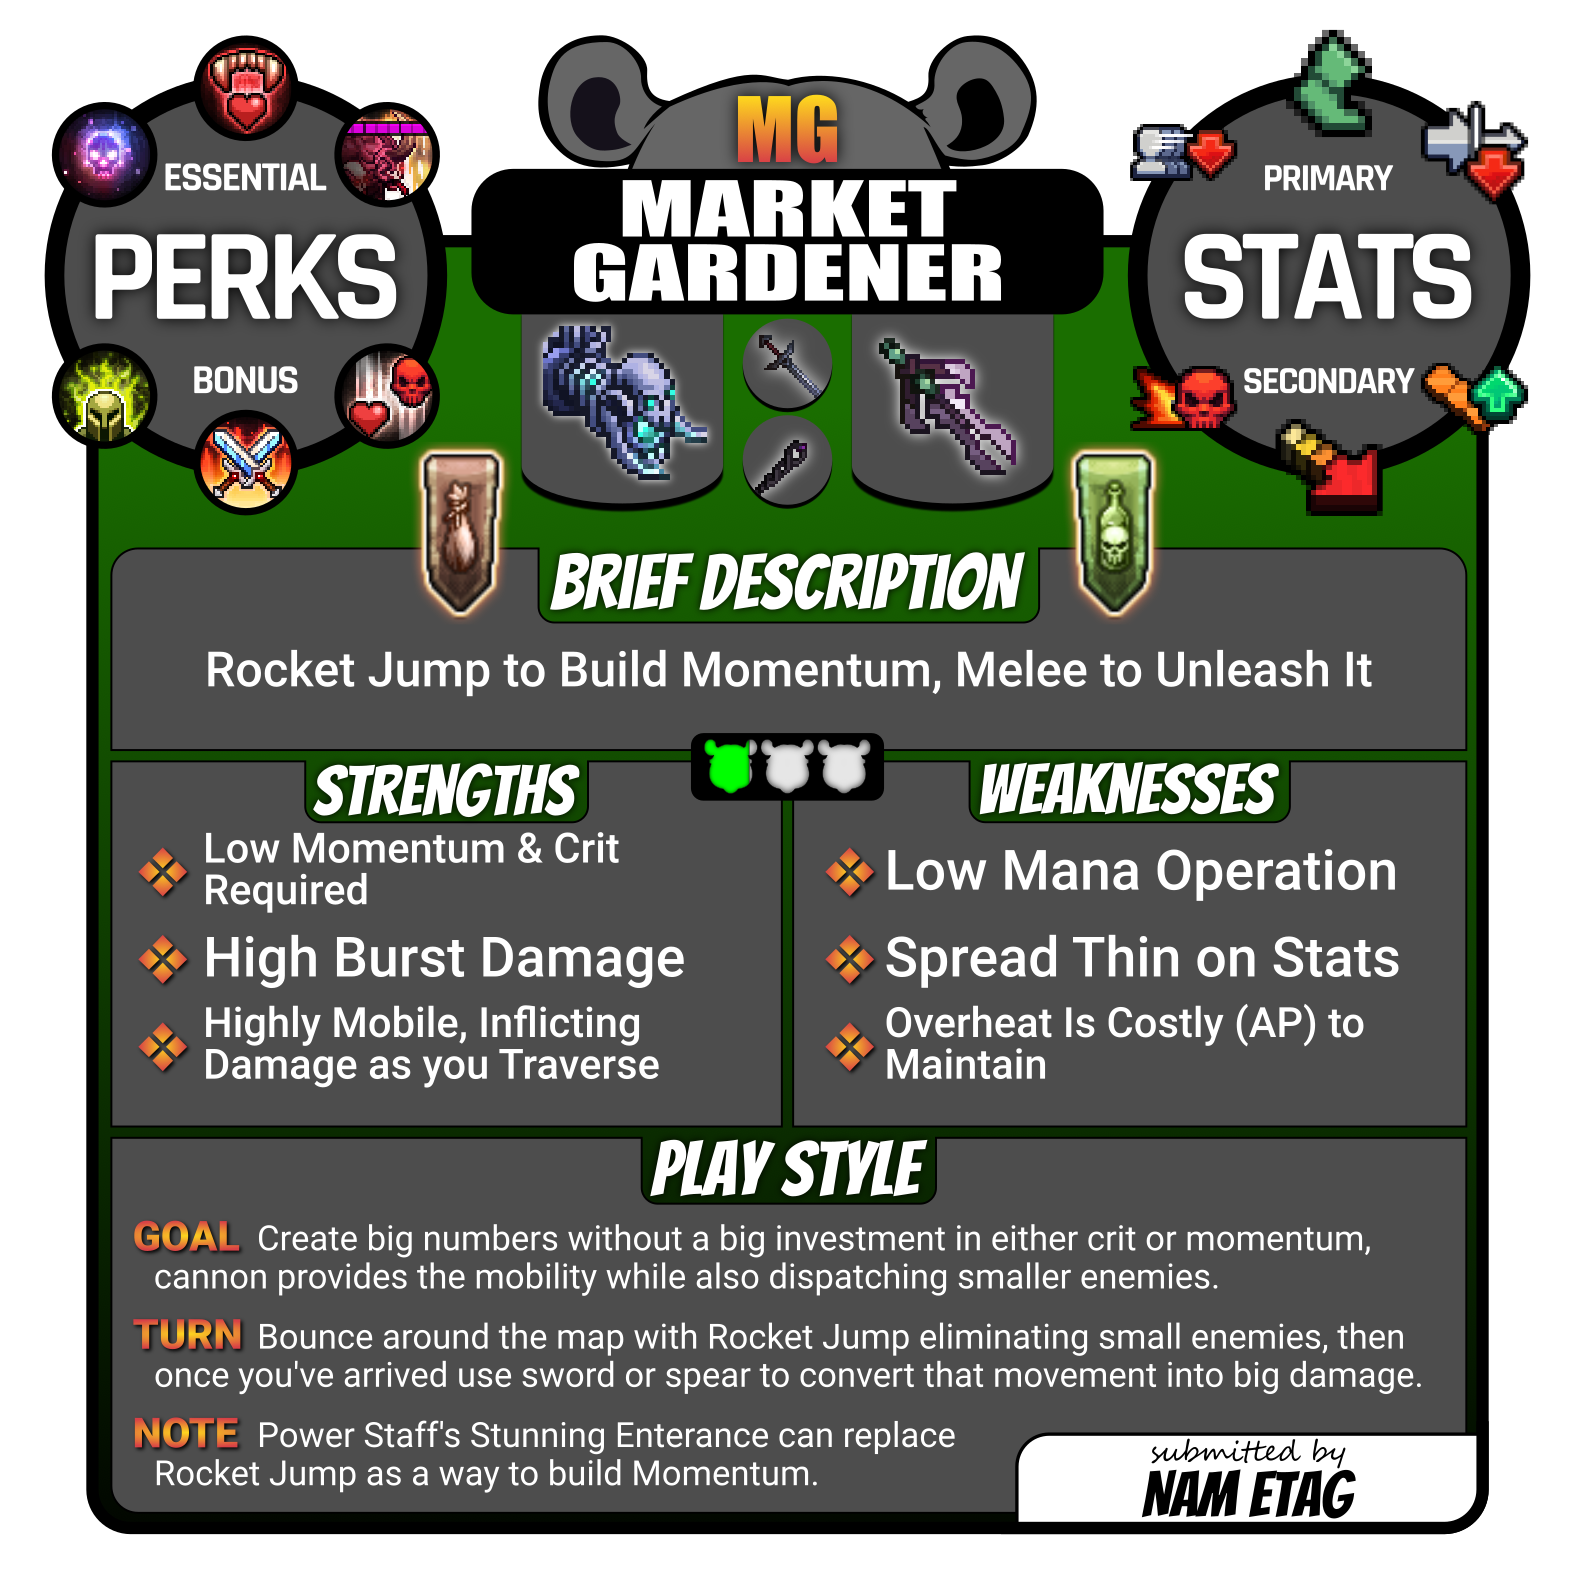 MG
MARKET
GARDENER
ESSENTIAL
PERKS
BONUS
PRIMARY
STATS
SECONDARY
BRIEF DESCRIPTION
Rocket Jump to Build Momentum, Melee to Unleash It
STRENGTHS
Low Momentum & Crit
Required
High Burst Damage
Highly Mobile, Inflicting
Damage as you Traverse
WEAKNESSES
Low Mana Operation
Spread Thin on Stats
Overheat Is Costly (AP) to
Maintain
PLAY STYLE
GOAL Create big numbers without a big investment in either crit or momentum,
cannon provides the mobility while also dispatching smaller enemies.
TURN Bounce around the map with Rocket Jump eliminating small enemies, then
once you've arrived use sword or spear to convert that movement into big damage.
NOTE Power Staff's Stunning Enterance can replace
Rocket Jump as a way to build Momentum.
submitted by
NAM ETAG